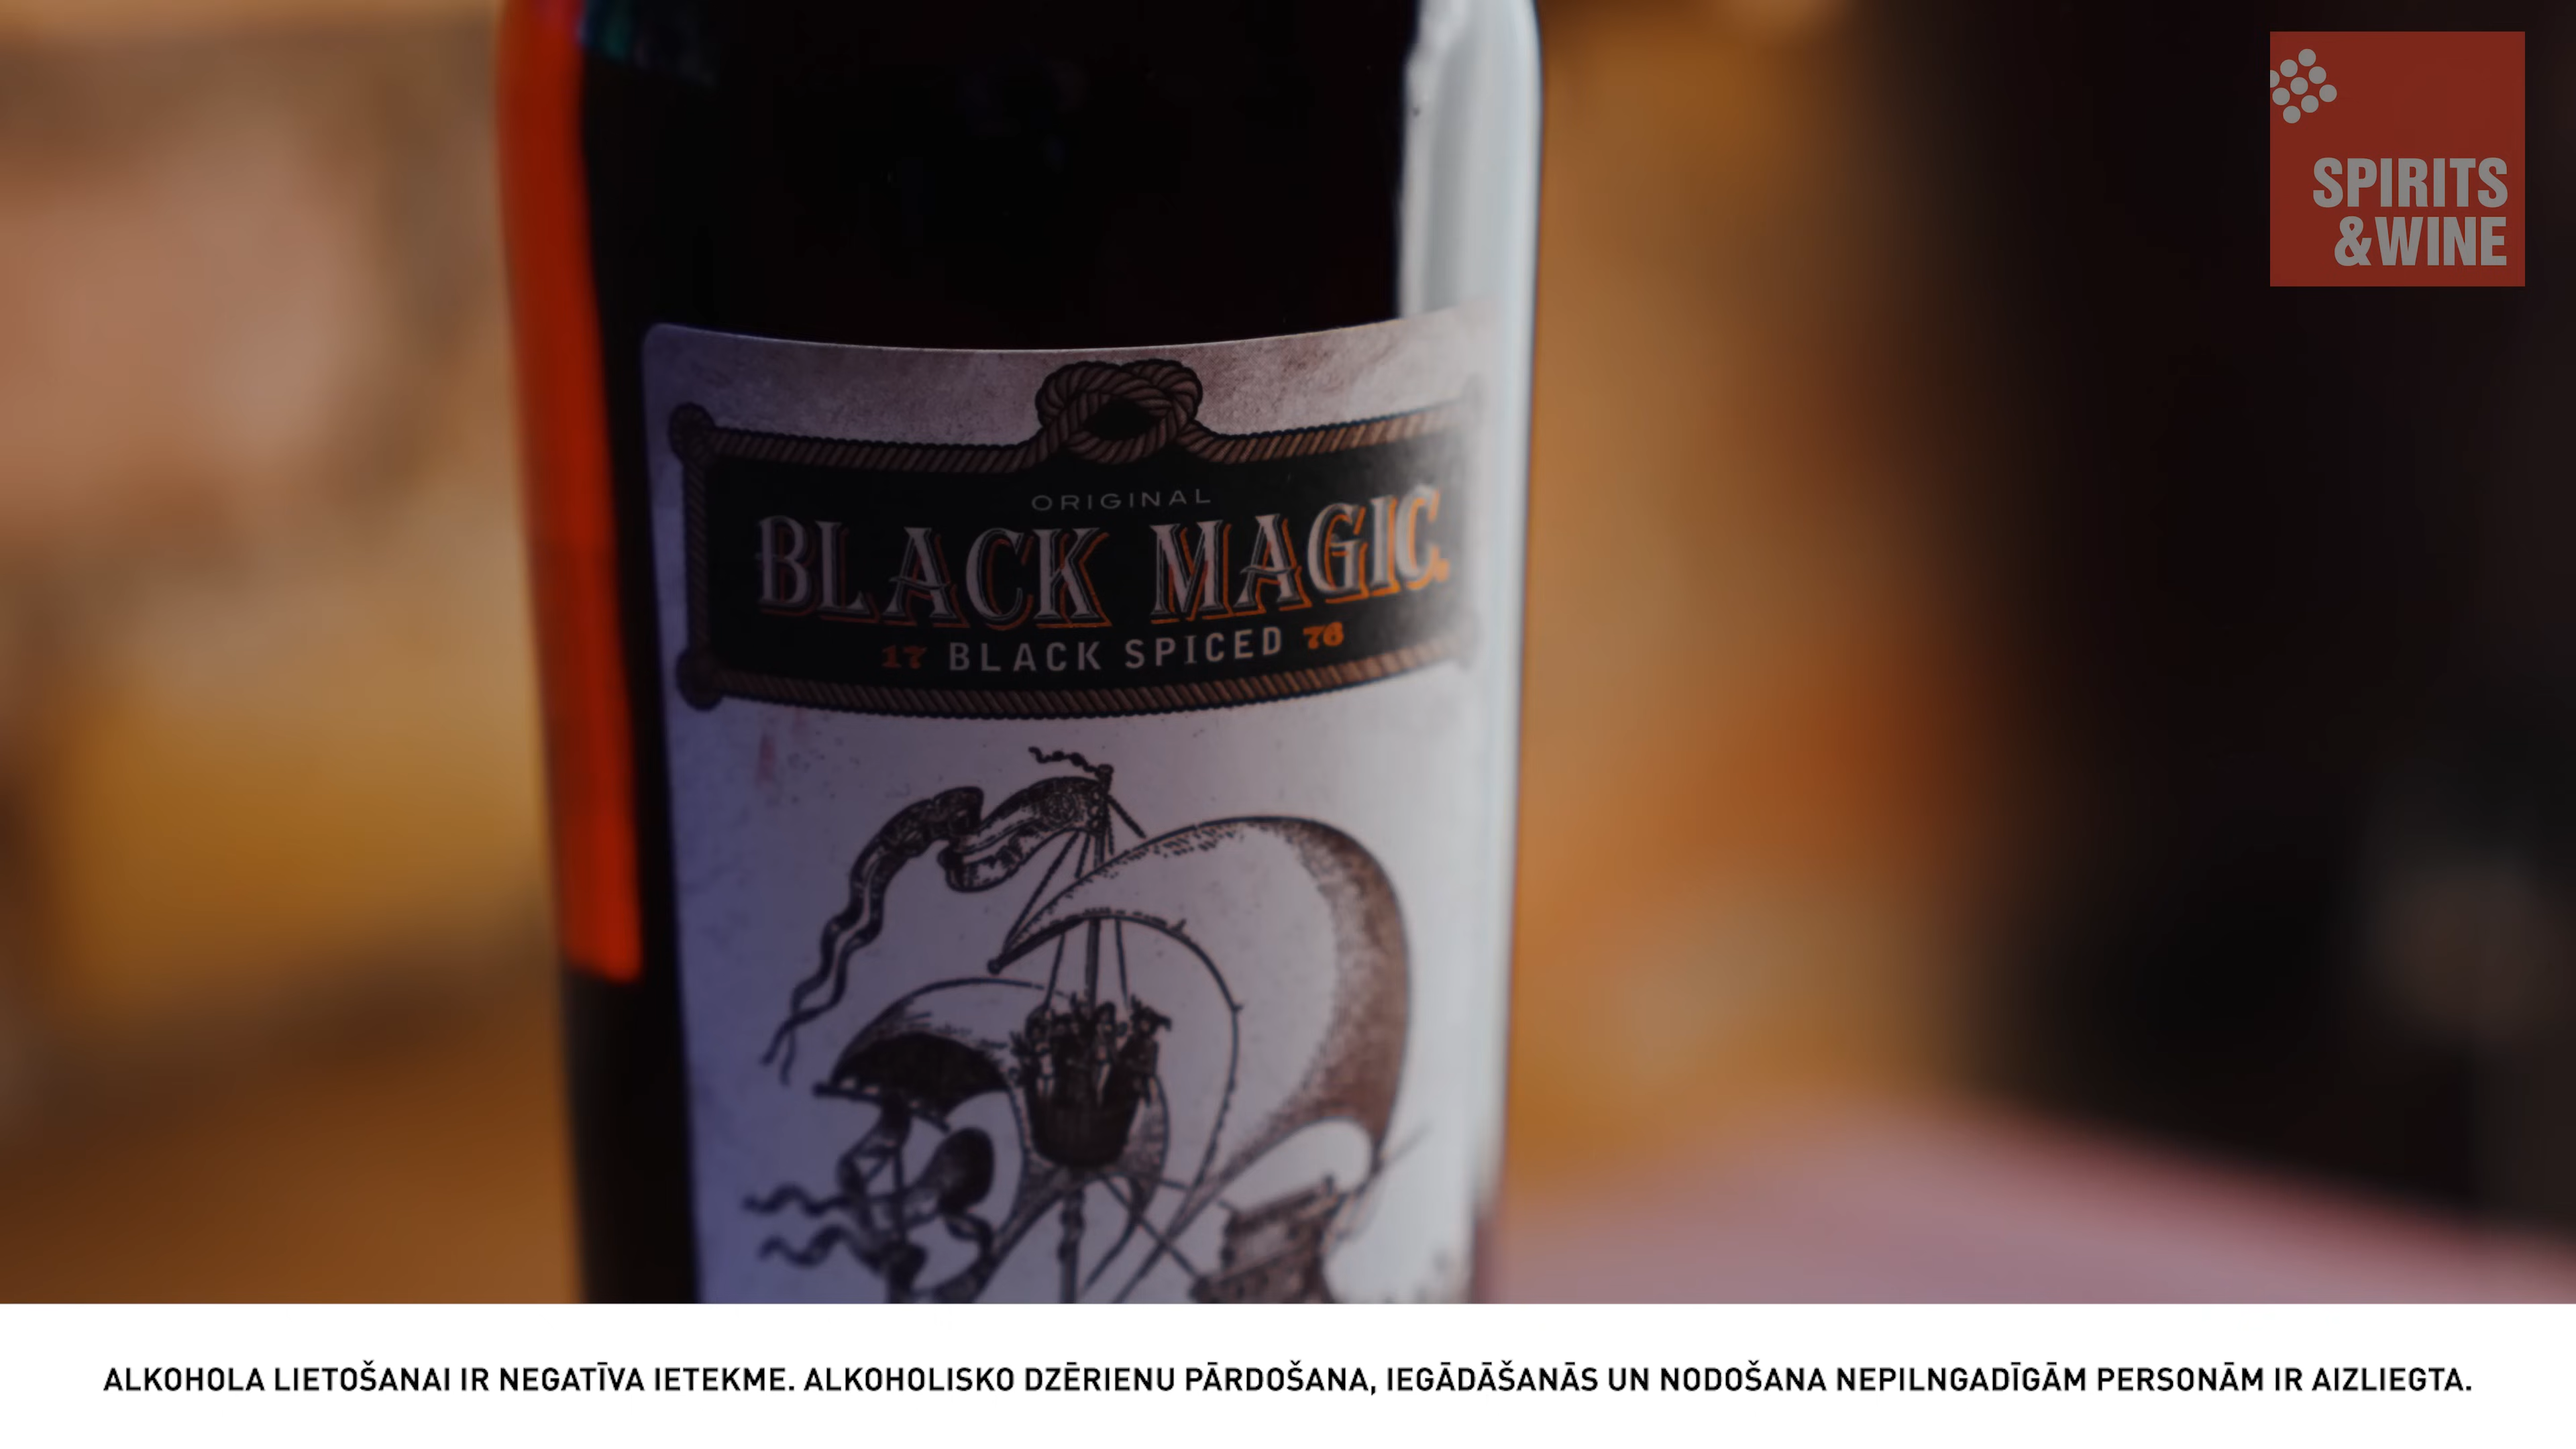 SPIRITS
&WINE
ORIGINAL
BLACK MAGIC
17 BLACK SPICED 76
ALKOHOLA LIETOŠANAI IR NEGATĪVA IETEKME. ALKOHOLISKO DZĒRIENU PĀRDOŠANA, IEGĀDĀŠANĀS UN NODOŠANA NEPILNGADĪGĀM PERSONĀM IR AIZLIEGTA.